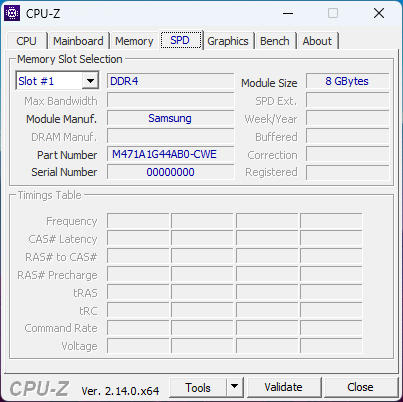 CPU-Z
CPU Mainboard Memory SPD Graphics Bench About
Memory Slot Selection
Slot #1 DDR4 Module Size 8 GBytes
Max Bandwidth SPD Ext.
Module Manuf. Samsung Week/Year
DRAM Manuf. Buffered
Part Number M471A1G44AB0-CWE Correction
Serial Number 00000000 Registered
Timings Table
Frequency
CAS# Latency
RAS# to CAS#
RAS# Precharge
tRAS
tRC
Command Rate
Voltage
CPU-Z Ver. 2.14.0.x64 Tools Validate Close